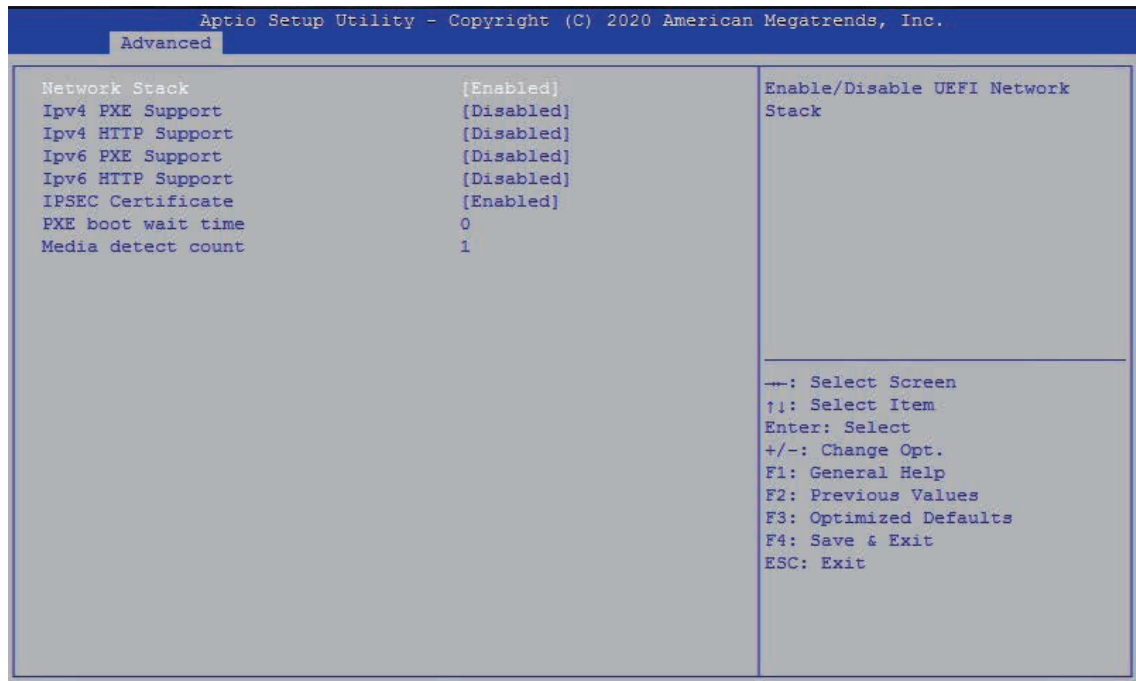 Aptio Setup Utility - Copyright (C) 2020 American Megatrends, Inc.
Advanced
Network Stack [Enabled]
Ipv4 PXE Support [Disabled]
Ipv4 HTTP Support [Disabled]
Ipv6 PXE Support [Disabled]
Ipv6 HTTP Support [Disabled]
IPSEC Certificate [Enabled]
PXE boot wait time 0
Media detect count 1
Enable/Disable UEFI Network
Stack
→←: Select Screen
↑↓: Select Item
Enter: Select
+/-: Change Opt.
F1: General Help
F2: Previous Values
F3: Optimized Defaults
F4: Save & Exit
ESC: Exit